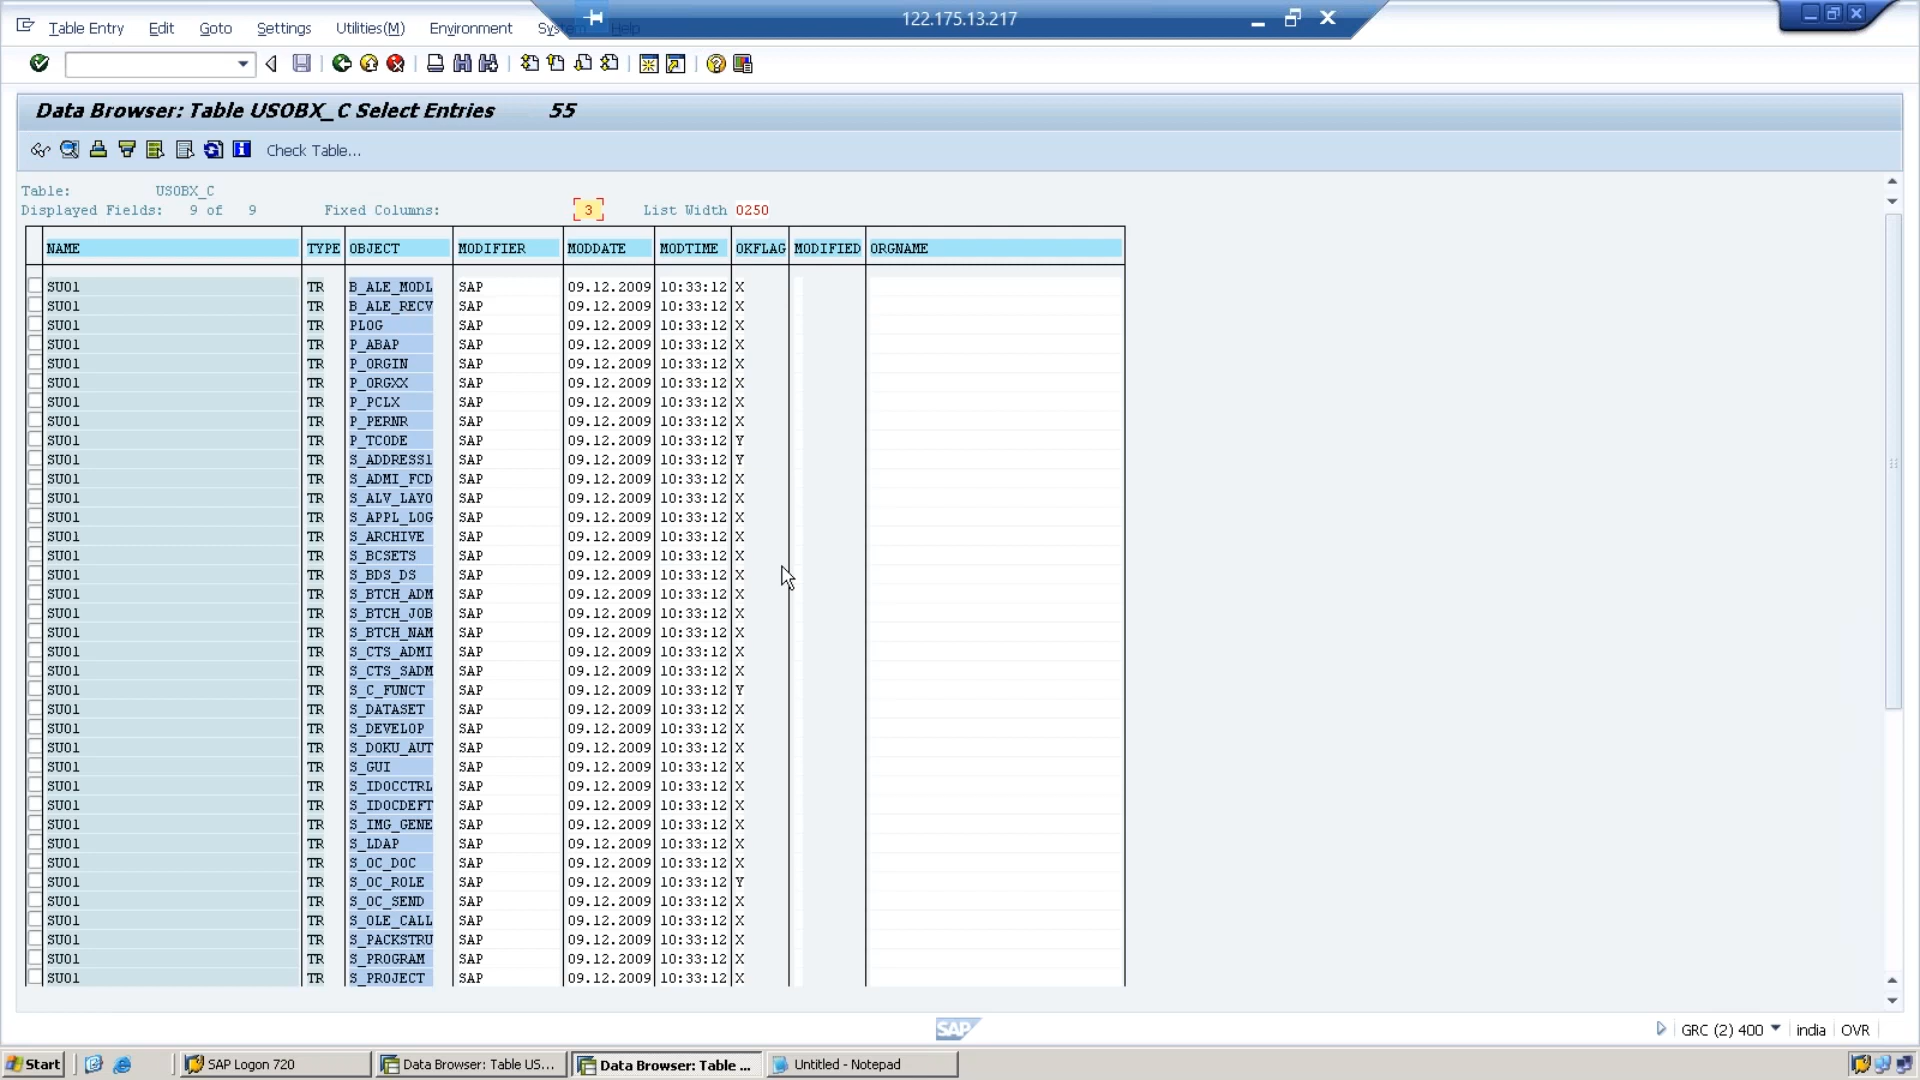 122.175.13.217
Table Entry Edit Goto Settings Utilities(M) Environment Help
Data Browser: Table USOBX_C Select Entries 55
Check Table...
Table: USOBX_C
Displayed Fields: 9 of 9 Fixed Columns: 3 List Width 0250
NAME TYPE OBJECT MODIFIER MODDATE MODTIME OKFLAG MODIFIED ORGNAME
SU01 TR B_ALE_MODL SAP 09.12.2009 10:33:12 X
SU01 TR B_ALE_RECV SAP 09.12.2009 10:33:12 X
SU01 TR PLOG SAP 09.12.2009 10:33:12 X
SU01 TR P_ABAP SAP 09.12.2009 10:33:12 X
SU01 TR P_ORGIN SAP 09.12.2009 10:33:12 X
SU01 TR P_ORGXX SAP 09.12.2009 10:33:12 X
SU01 TR P_PCLX SAP 09.12.2009 10:33:12 X
SU01 TR P_PERNR SAP 09.12.2009 10:33:12 X
SU01 TR P_TCODE SAP 09.12.2009 10:33:12 Y
SU01 TR S_ADDRESS1 SAP 09.12.2009 10:33:12 Y
SU01 TR S_ADMI_FCD SAP 09.12.2009 10:33:12 X
SU01 TR S_ALV_LAYO SAP 09.12.2009 10:33:12 X
SU01 TR S_APPL_LOG SAP 09.12.2009 10:33:12 X
SU01 TR S_ARCHIVE SAP 09.12.2009 10:33:12 X
SU01 TR S_BCSETS SAP 09.12.2009 10:33:12 X
SU01 TR S_BDS_DS SAP 09.12.2009 10:33:12 X
SU01 TR S_BTCH_ADM SAP 09.12.2009 10:33:12 X
SU01 TR S_BTCH_JOB SAP 09.12.2009 10:33:12 X
SU01 TR S_BTCH_NAM SAP 09.12.2009 10:33:12 X
SU01 TR S_CTS_ADMI SAP 09.12.2009 10:33:12 X
SU01 TR S_CTS_SADM SAP 09.12.2009 10:33:12 X
SU01 TR S_C_FUNCT SAP 09.12.2009 10:33:12 Y
SU01 TR S_DATASET SAP 09.12.2009 10:33:12 X
SU01 TR S_DEVELOP SAP 09.12.2009 10:33:12 X
SU01 TR S_DOKU_AUT SAP 09.12.2009 10:33:12 X
SU01 TR S_GUI SAP 09.12.2009 10:33:12 X
SU01 TR S_IDOCCTRL SAP 09.12.2009 10:33:12 X
SU01 TR S_IDOCDEFT SAP 09.12.2009 10:33:12 X
SU01 TR S_IMG_GENE SAP 09.12.2009 10:33:12 X
SU01 TR S_LDAP SAP 09.12.2009 10:33:12 X
SU01 TR S_OC_DOC SAP 09.12.2009 10:33:12 X
SU01 TR S_OC_ROLE SAP 09.12.2009 10:33:12 Y
SU01 TR S_OC_SEND SAP 09.12.2009 10:33:12 X
SU01 TR S_OLE_CALL SAP 09.12.2009 10:33:12 X
SU01 TR S_PACKSTRU SAP 09.12.2009 10:33:12 X
SU01 TR S_PROGRAM SAP 09.12.2009 10:33:12 X
SU01 TR S_PROJECT SAP 09.12.2009 10:33:12 X
SAP
GRC (2) 400 india OVR
Start SAP Logon 720 Data Browser: Table US... Data Browser: Table ... Untitled - Notepad